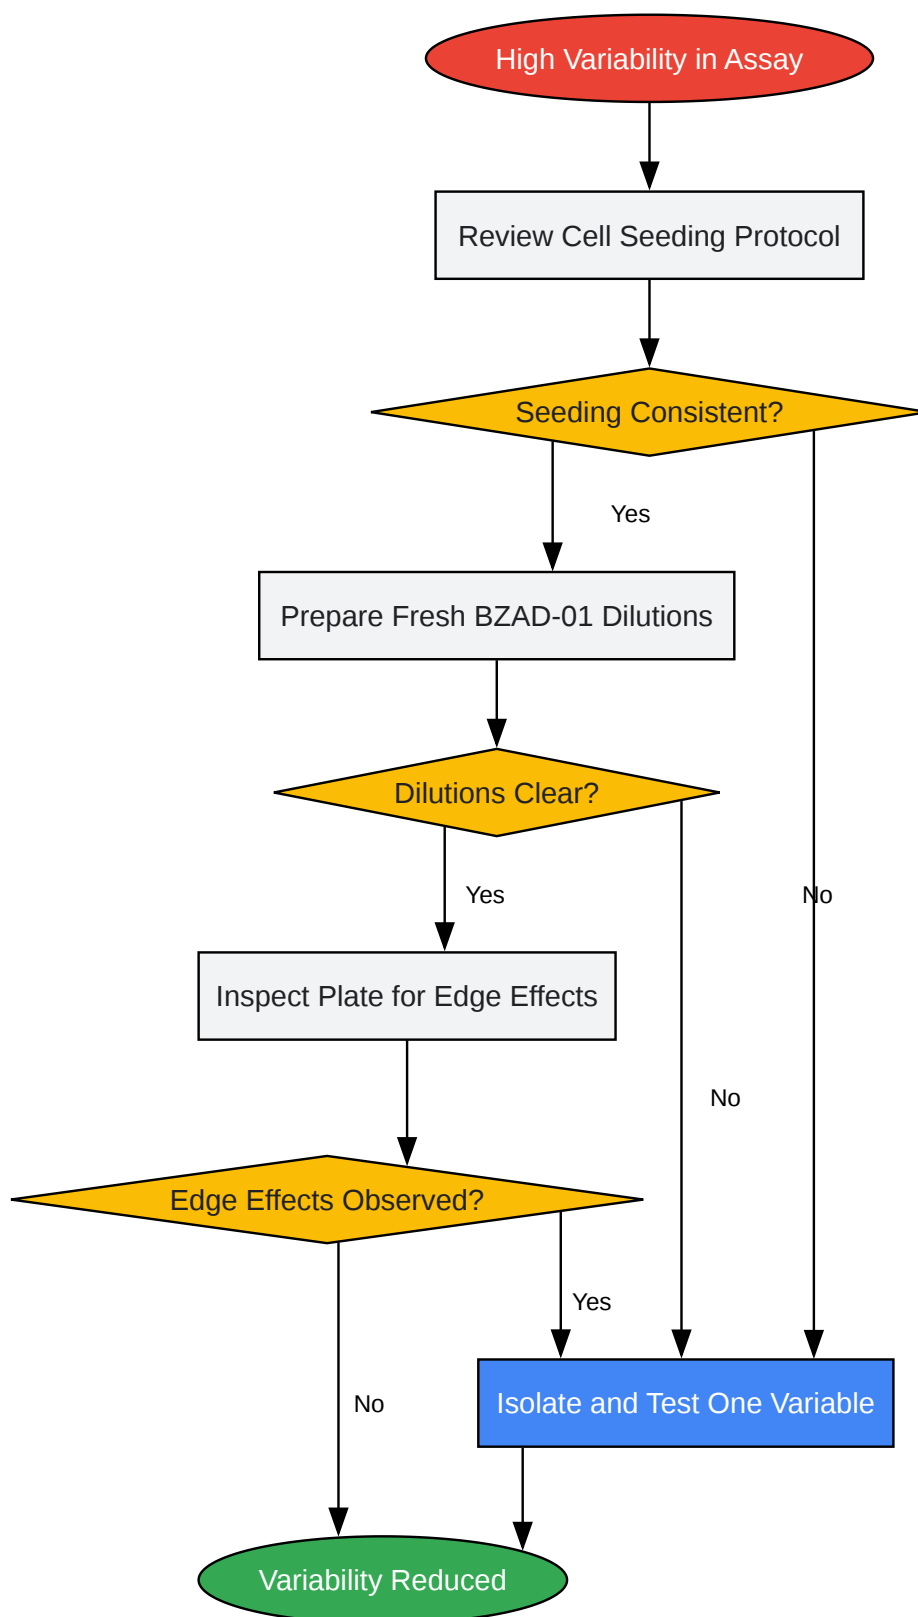 High Variability in Assay
Review Cell Seeding Protocol
Seeding Consistent?
Yes
Prepare Fresh BZAD-01 Dilutions
Dilutions Clear?
Yes
No
Inspect Plate for Edge Effects
No
Edge Effects Observed?
Yes
No
Isolate and Test One Variable
Variability Reduced